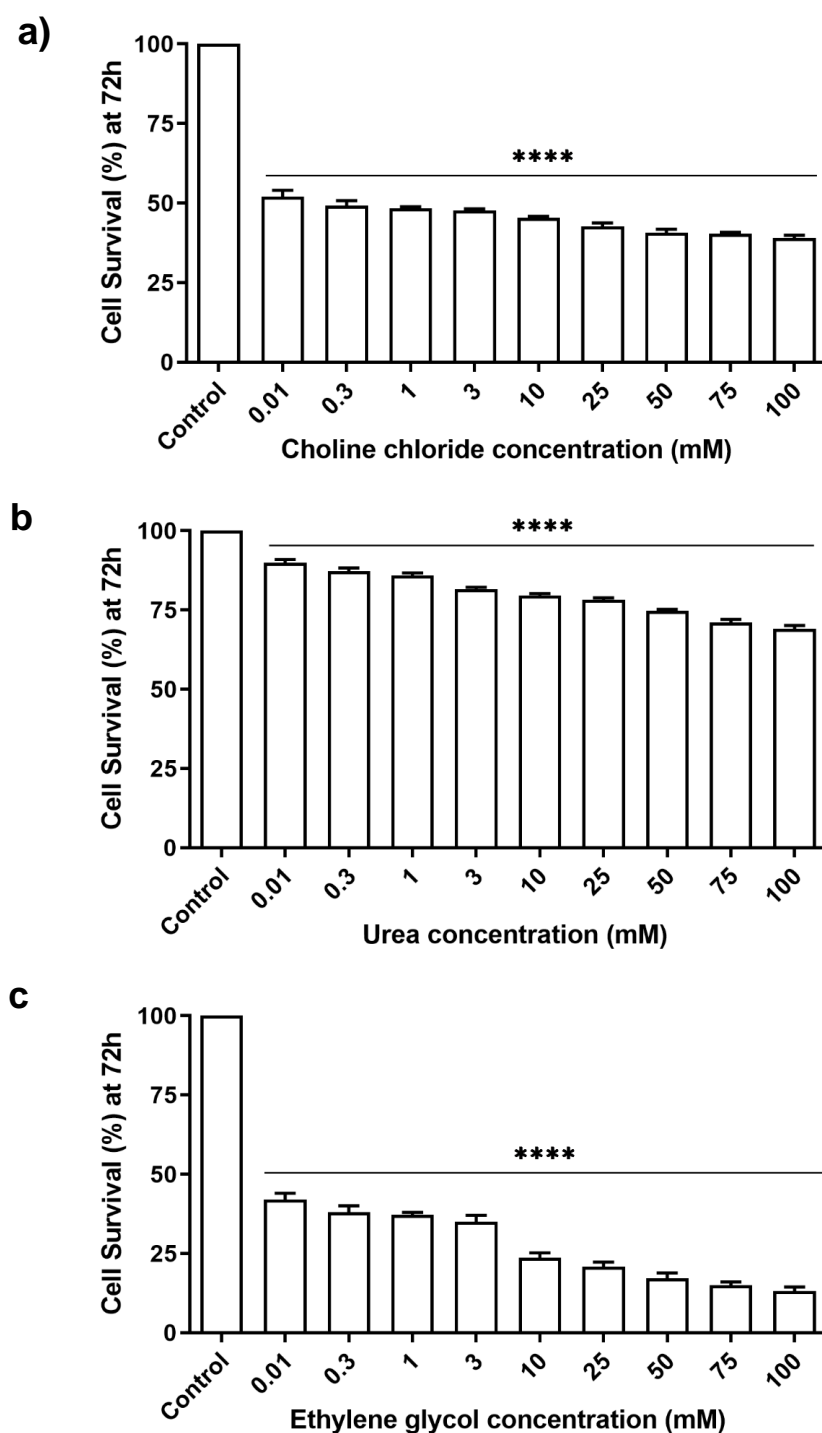 a)
Cell Survival (%) at 72h
100
75
50
25
0
****
Control 0.01 0.3 1 3 10 25 50 75 100
Choline chloride concentration (mM)
b
Cell Survival (%) at 72h
100
75
50
25
0
****
Control 0.01 0.3 1 3 10 25 50 75 100
Urea concentration (mM)
c
Cell Survival (%) at 72h
100
75
50
25
0
****
Control 0.01 0.3 1 3 10 25 50 75 100
Ethylene glycol concentration (mM)